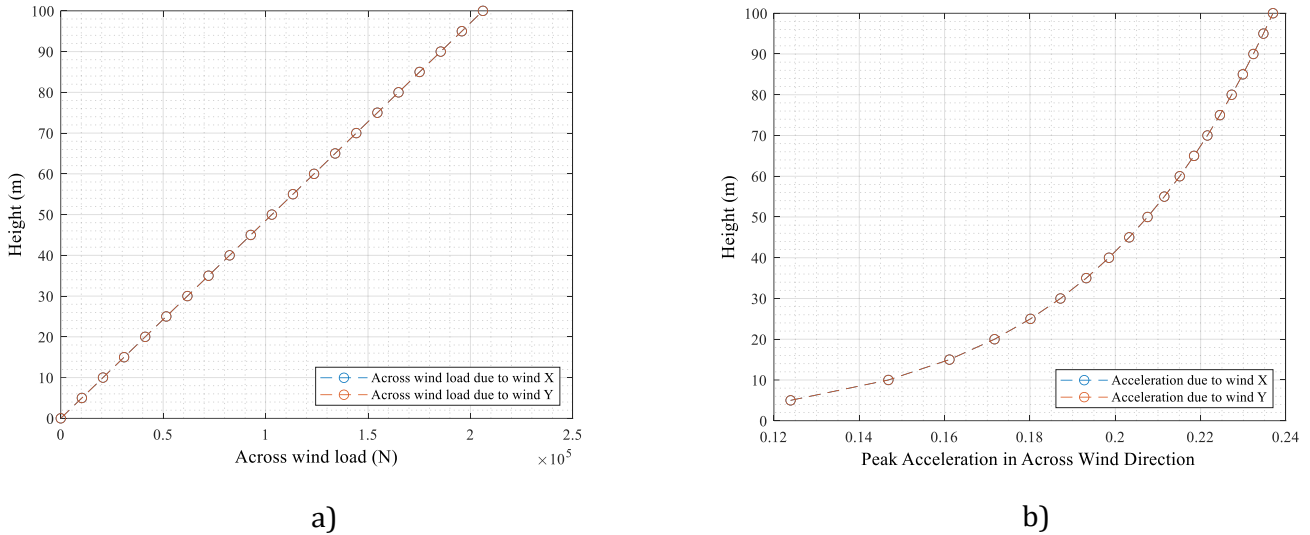 100
90
80
70
60
50
40
30
20
10
0
Height (m)
Across wind load due to wind X
Across wind load due to wind Y
0 0.5 1 1.5 2 2.5
Across wind load (N)
×10⁵
a)
100
90
80
70
60
50
40
30
20
10
0
Height (m)
Acceleration due to wind X
Acceleration due to wind Y
0.12 0.14 0.16 0.18 0.2 0.22 0.24
Peak Acceleration in Across Wind Direction
b)